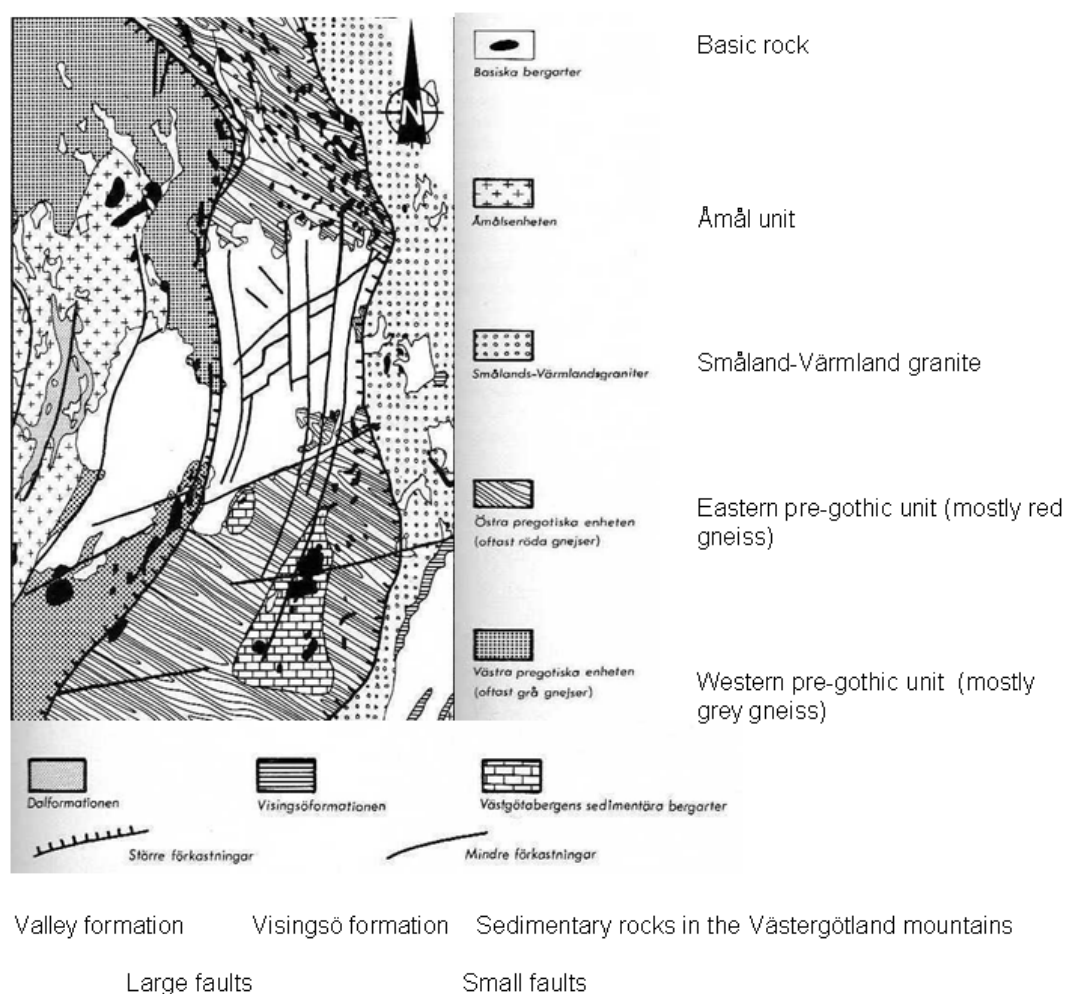 N
Basiska bergarter
Basic rock
Åmålsenheten
Åmål unit
Smålands-Värmlandsgraniter
Småland-Värmland granite
Östra pregotiska enheten
(oftast röda gnejser)
Eastern pre-gothic unit (mostly red
gneiss)
Västra pregotiska enheten
(oftast grå gnejser)
Western pre-gothic unit (mostly
grey gneiss)
Dalformationen
Visingsöformationen
Västgötabergens sedimentära bergarter
Större förkastningar
Mindre förkastningar
Valley formation
Visingsö formation
Sedimentary rocks in the Västergötland mountains
Large faults
Small faults